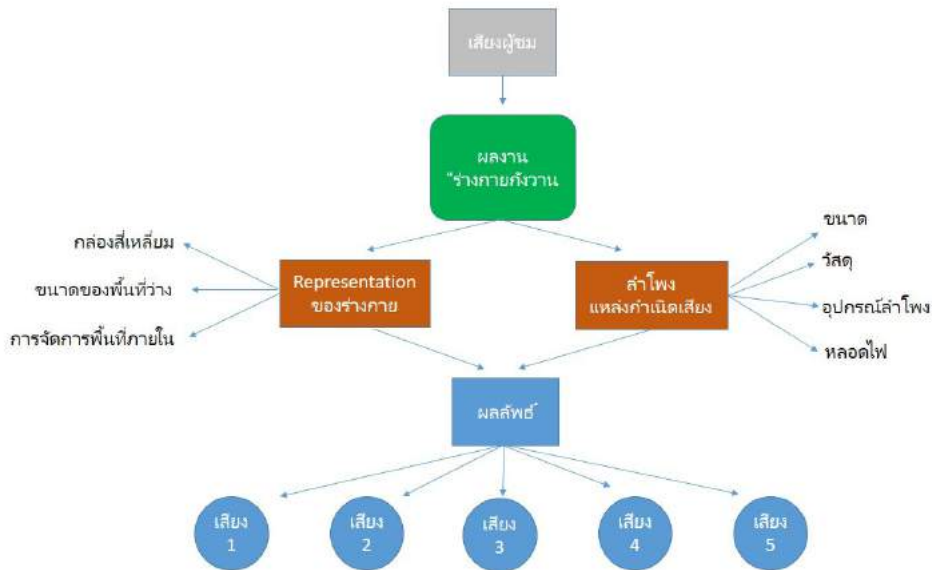 เสียงผู้ชม
ผลงาน
"ร่างกายกังวาน
กล่องสี่เหลี่ยม
ขนาดของพื้นที่ว่าง
การจัดการพื้นที่ภายใน
Representation
ของร่างกาย
ลำโพง
แหล่งกำเนิดเสียง
ขนาด
วัสดุ
อุปกรณ์ลำโพง
หลอดไฟ
ผลลัพธ์
เสียง
1
เสียง
2
เสียง
3
เสียง
4
เสียง
5